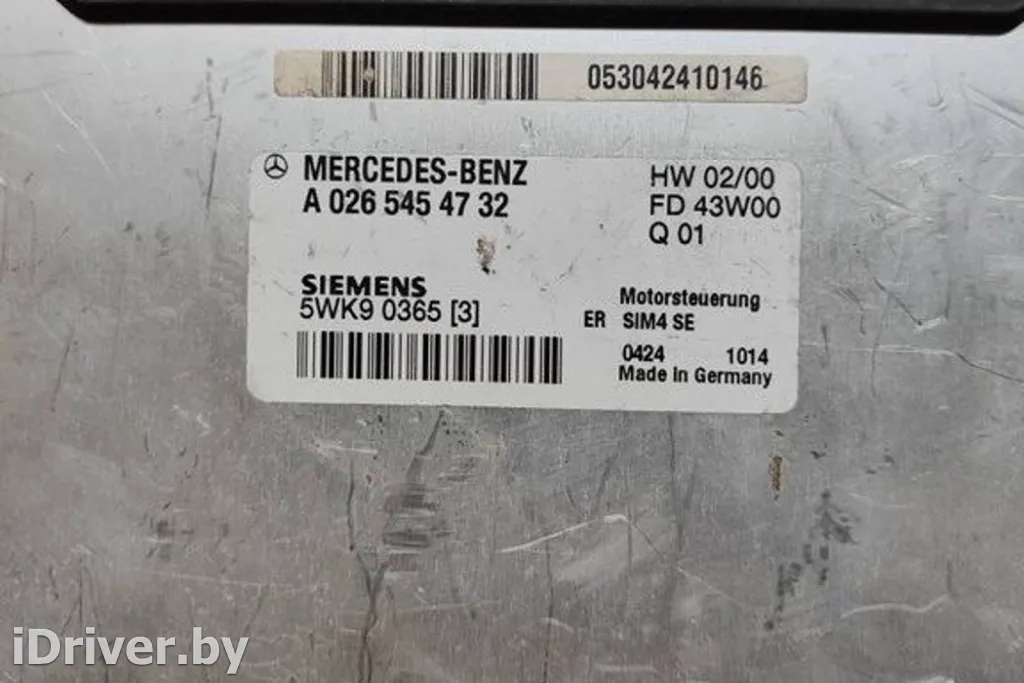 053042410146
MERCEDES-BENZ
A 026 545 47 32
HW 02/00
FD 43W00
Q 01
SIEMENS
5WK9 0365 [3]
Motorsteuerung
ER SIM4 SE
0424 1014
Made In Germany
iDriver.by